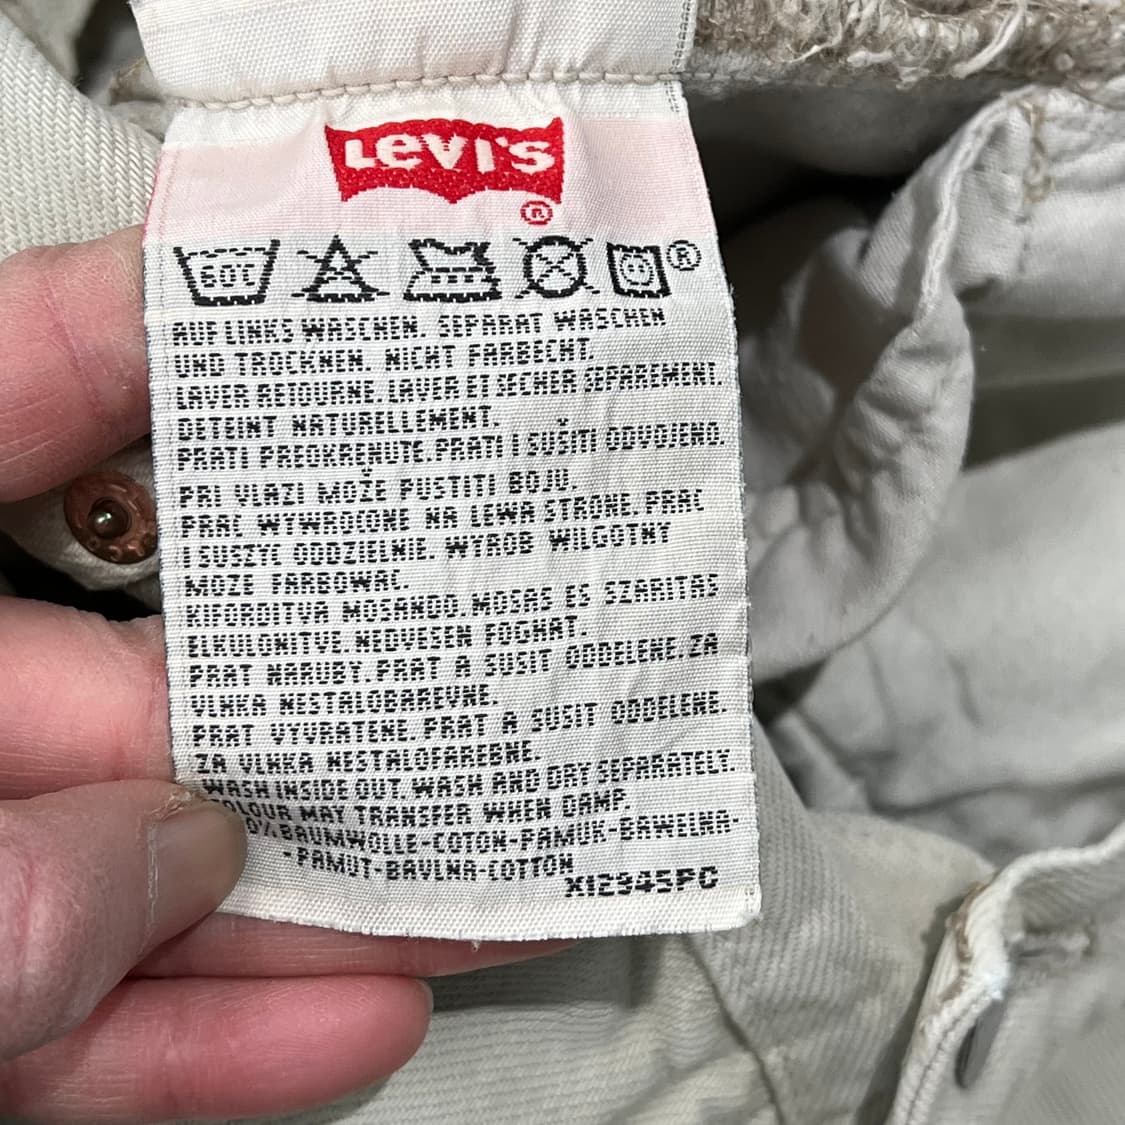 Levi's
®
60℃
®
AUF LINKS WASCHEN. SEPARAT WASCHEN
UND TROCKNEN. NICHT FARBECHT.
LAVER RETOURNE. LAVER ET SECHER SEPAREMENT.
DETEINT NATURELLEMENT.
PRATI PREOKRENUTE. PRATI I SUŠITI ODVOJENO.
PRI VLAZI MOŽE PUSTITI BOJU.
PRAC WYWROCONE NA LEWA STRONE. PRAC
I SUSZYC ODDZIELNIE. WYROB WILGOTNY
MOZE FARBOWAC.
KIFORDITVA MOSANDO. MOSAS ES SZARITAS
ELKULONITVE. NEDVESEN FOGHAT.
PRAT NARUBY. PRAT A SUSIT ODDELENE. ZA
VLHKA NESTALOBAREVNE.
PRAT VYVRATENE. PRAT A SUSIT ODDELENE.
ZA VLHKA NESTALOFAREBNE.
WASH INSIDE OUT. WASH AND DRY SEPARATELY.
COLOUR MAY TRANSFER WHEN DAMP.
0% BAUMWOLLE-COTON-PAMUK-BAWELNA-
-PAMUT-BAVLNA-COTTON
X12945PC